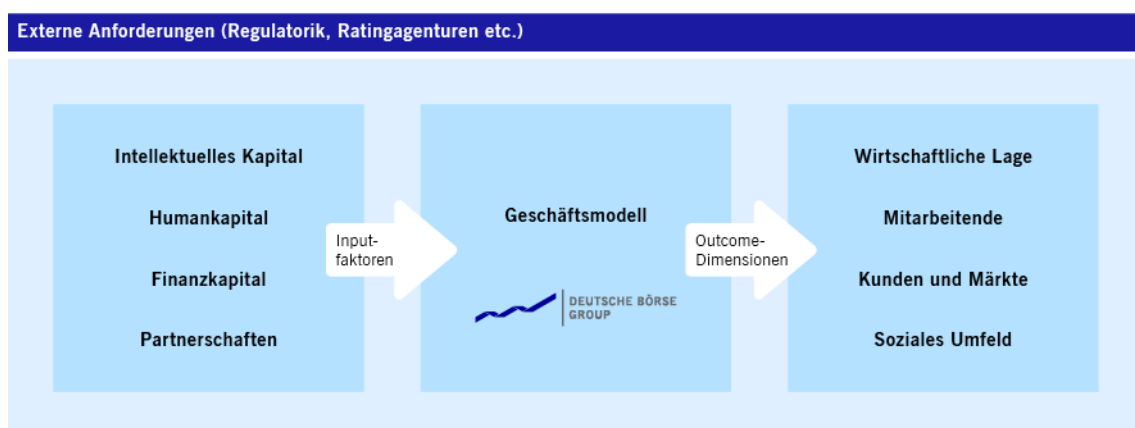 Externe Anforderungen (Regulatorik, Ratingagenturen etc.)
Intellektuelles Kapital
Humankapital
Finanzkapital
Partnerschaften
Input-
faktoren
Geschäftsmodell
DEUTSCHE BÖRSE
GROUP
Outcome-
Dimensionen
Wirtschaftliche Lage
Mitarbeitende
Kunden und Märkte
Soziales Umfeld